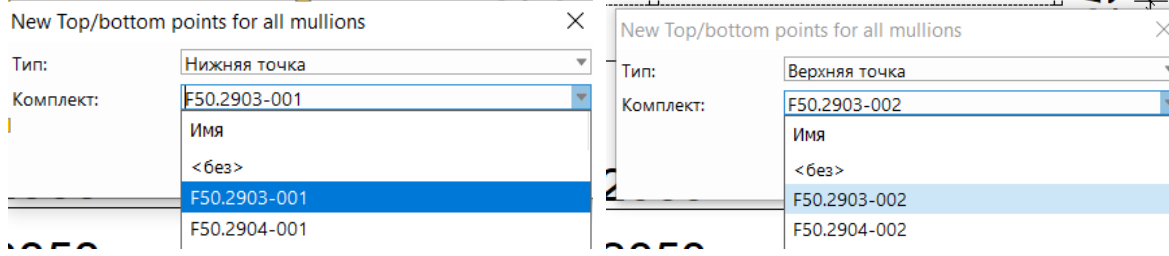 New Top/bottom points for all mullions
Тип: Нижняя точка
Комплект: F50.2903-001
Имя
<без>
F50.2903-001
F50.2904-001
New Top/bottom points for all mullions
Тип: Верхняя точка
Комплект: F50.2903-002
Имя
<без>
F50.2903-002
F50.2904-002